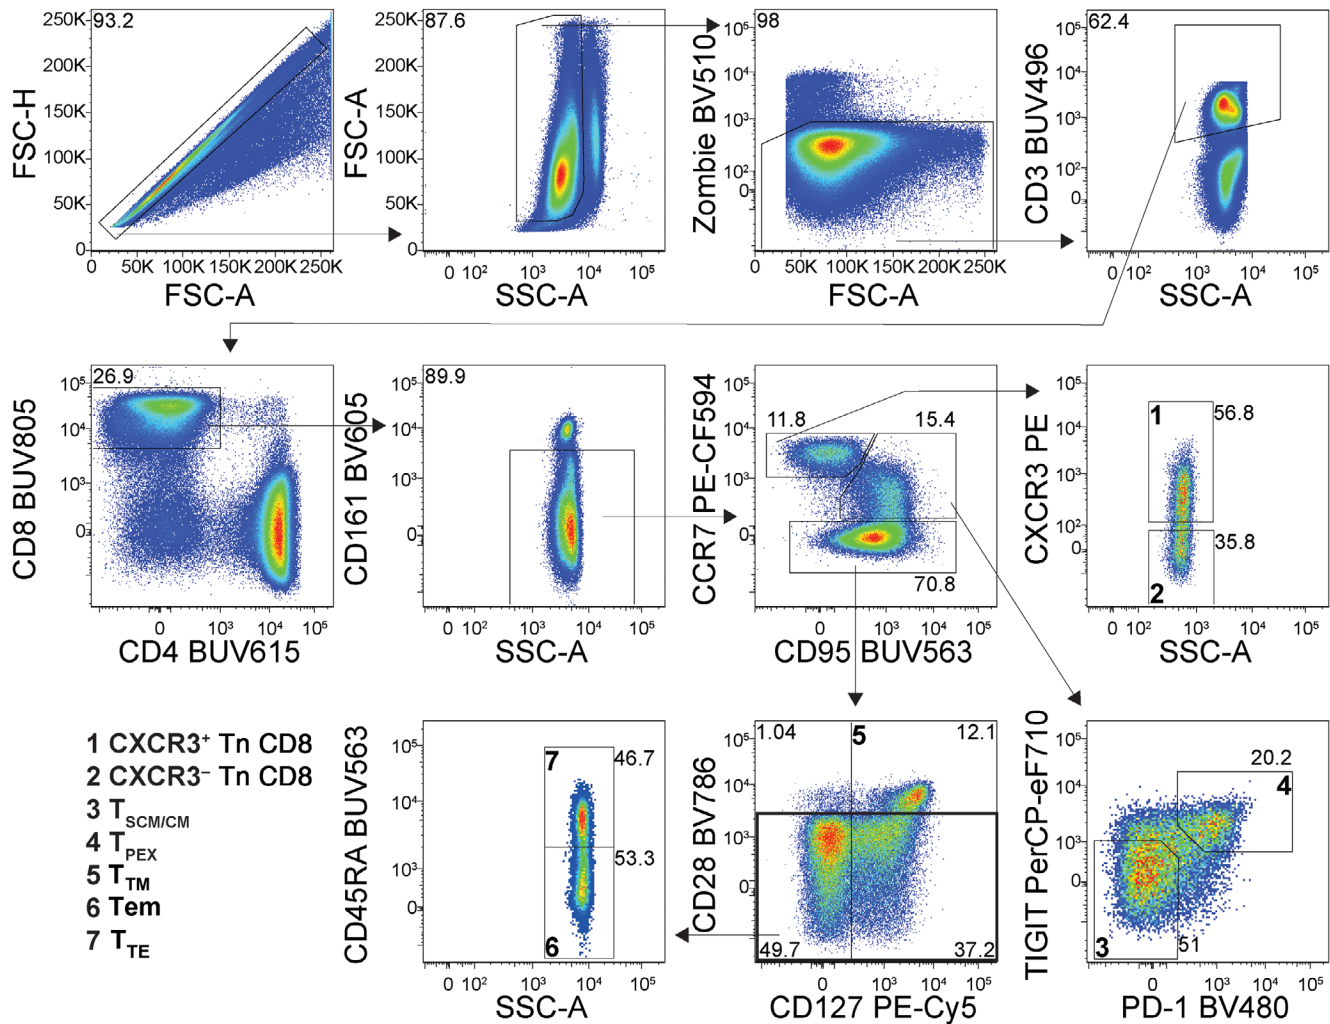 93.2
250K
200K
150K
100K
50K
0
FSC-H
0 50K 100K 150K 200K 250K
FSC-A
87.6
250K
200K
150K
100K
50K
0
FSC-A
0 10² 10³ 10⁴ 10⁵
SSC-A
98
10⁵
10⁴
10³
10²
0
Zombie BV510
0 50K 100K 150K 200K 250K
FSC-A
62.4
10⁵
10⁴
10³
10²
0
CD3 BUV496
0 10² 10³ 10⁴ 10⁵
SSC-A
26.9
10⁵
10⁴
10³
0
CD8 BUV805
0 10³ 10⁴ 10⁵
CD4 BUV615
89.9
10⁵
10⁴
10³
0
CD161 BV605
0 10² 10³ 10⁴ 10⁵
SSC-A
11.8 15.4
70.8
10⁵
10⁴
10³
0
CCR7 PE-CF594
0 10³ 10⁴ 10⁵
CD95 BUV563
1 56.8
2 35.8
10⁵
10⁴
10³
10²
0
CXCR3 PE
0 10² 10³ 10⁴ 10⁵
SSC-A
1 CXCR3⁺ Tn CD8
2 CXCR3⁻ Tn CD8
3 TSCM/CM
4 TPEX
5 TTM
6 Tem
7 TTE
7 46.7
53.3
6
10⁵
10⁴
10³
0
CD45RA BUV563
0 10² 10³ 10⁴ 10⁵
SSC-A
1.04 5 12.1
49.7 37.2
10⁵
10⁴
10³
0
CD28 BV786
0 10³ 10⁴ 10⁵
CD127 PE-Cy5
20.2
4
3 51
10⁵
10⁴
10³
0
TIGIT PerCP-eF710
0 10³ 10⁴ 10⁵
PD-1 BV480